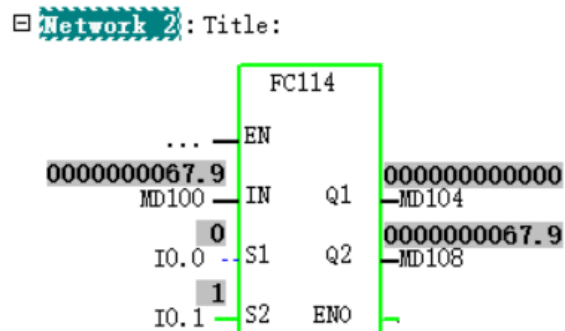 Network 2: Title:
FC114
... EN
0000000067.9 000000000000
MD100 IN Q1 MD104
0 0000000067.9
I0.0 S1 Q2 MD108
1
I0.1 S2 ENO